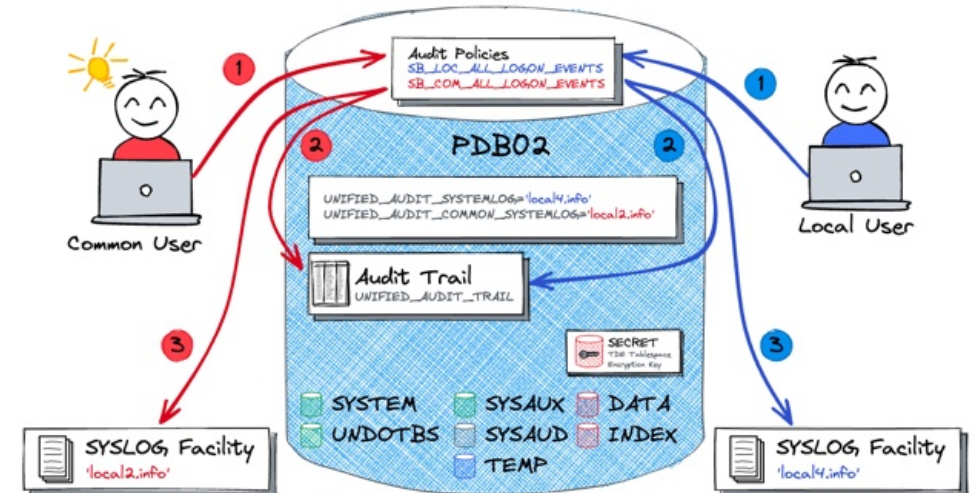 Audit Policies
SB_LOC_ALL_LOGON_EVENTS
SB_COM_ALL_LOGON_EVENTS
1
1
2
PDB02
2
UNIFIED_AUDIT_SYSTEMLOG='local4.info'
UNIFIED_AUDIT_COMMON_SYSTEMLOG='local2.info'
Common User
Local User
Audit Trail
UNIFIED_AUDIT_TRAIL
3
3
SECRET
TDE Tablespace
Encryption Key
SYSTEM
SYSAUX
DATA
UNDOTBS
SYSAUD
INDEX
TEMP
SYSLOG Facility
'local2.info'
SYSLOG Facility
'local4.info'